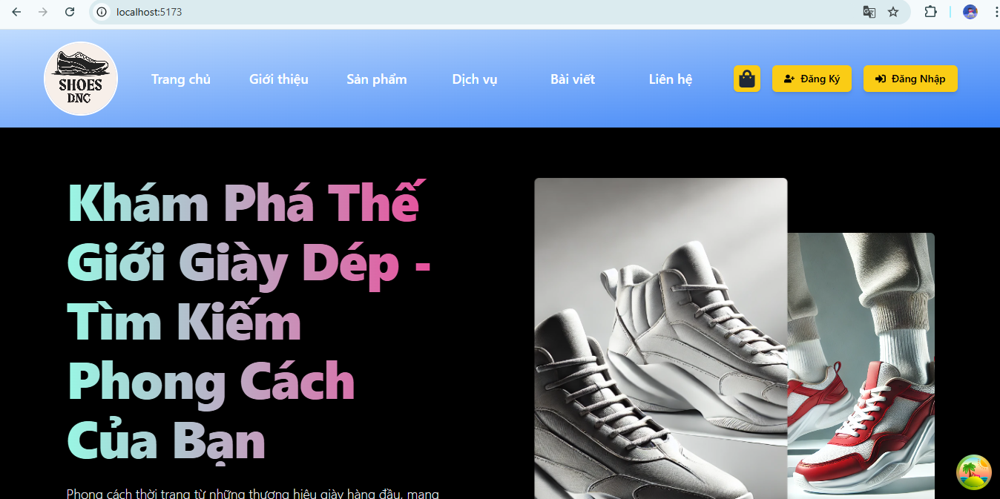 localhost:5173
SHOES
DNC
Trang chủ
Giới thiệu
Sản phẩm
Dịch vụ
Bài viết
Liên hệ
Đăng Ký
Đăng Nhập
Khám Phá Thế
Giới Giày Dép -
Tìm Kiếm
Phong Cách
Của Bạn
Phong cách thời trang từ những thương hiệu giày hàng đầu, mang